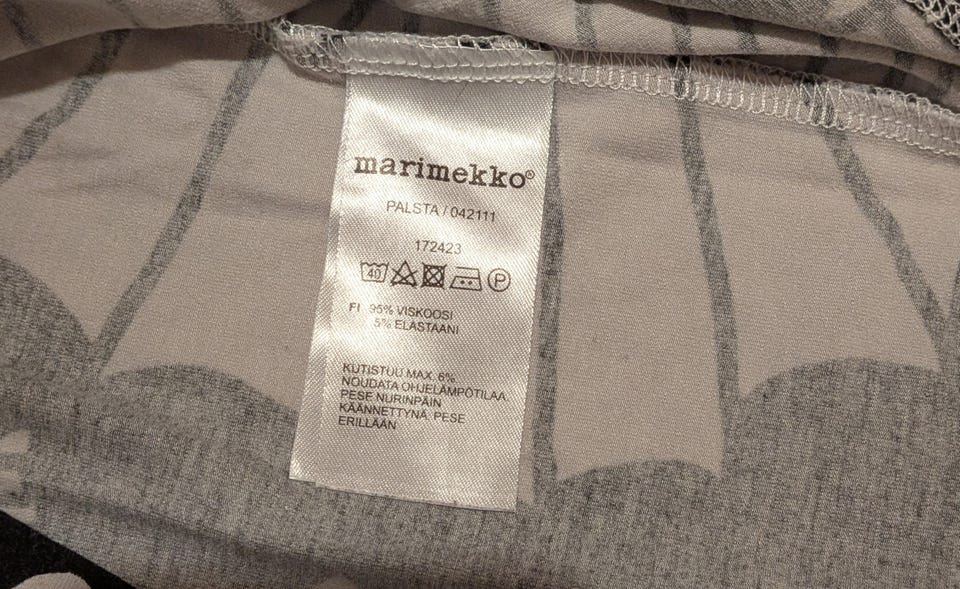 marimekko®
PALSTA / 042111
172423
40 P
FI 95% VISKOOSI
5% ELASTAANI
KUTISTUU MAX. 6%
NOUDATA OHJELÄMPÖTILAA.
PESE NURINPÄIN
KÄÄNNETTYNÄ. PESE
ERILLÄÄN